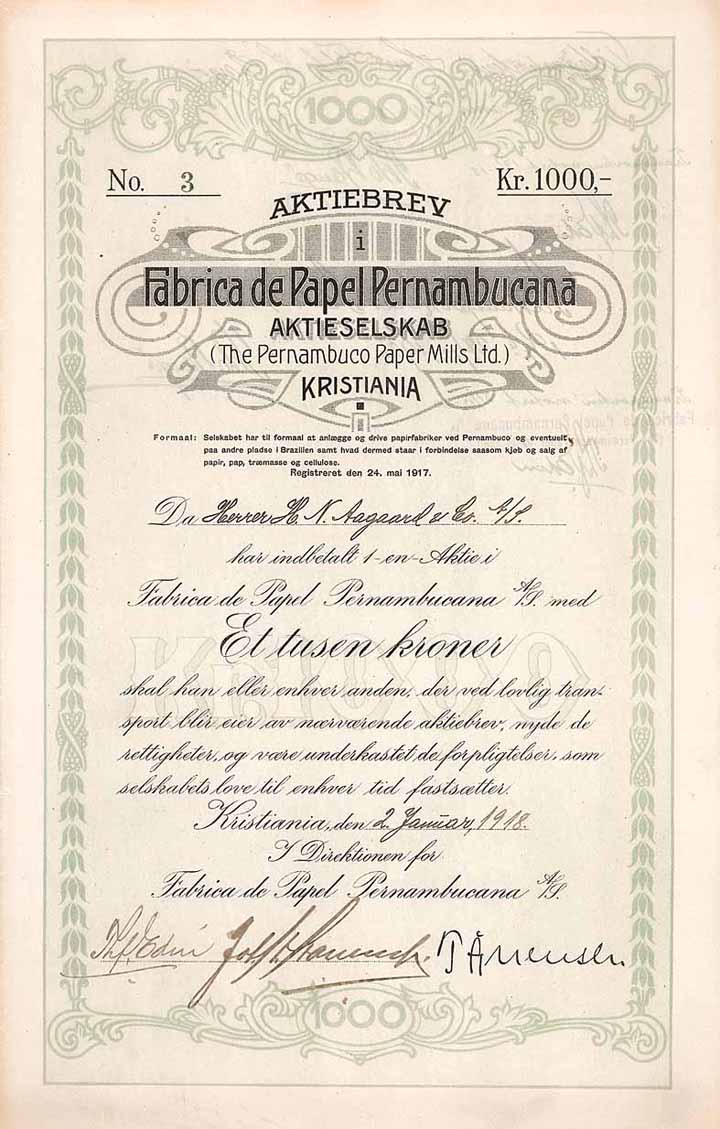 1000
No. 3 Kr. 1000,-
AKTIEBREV
i
Fabrica de Papel Pernambucana
AKTIESELSKAB
(The Pernambuco Paper Mills Ltd.)
KRISTIANIA
Formaal: Selskabet har til formaal at anlægge og drive papirfabriker ved Pernambuco og eventuelt
paa andre pladse i Brazilien samt hvad dermed staar i forbindelse saasom kjøb og salg af
papir, pap, træmasse og cellulose.
Registreret den 24. mai 1917.
Da Herrer H. N. Aagaard & Co. A/S.
har indbetalt 1-en-Aktie i
Fabrica de Papel Pernambucana A/S. med
Kr 1000
Et tusen kroner
skal han eller enhver anden, der ved lovlig tran-
sport blir eier av nærværende aktiebrev, nyde de
rettigheter, og være underkastet de forpligtelser, som
selskabets love til enhver tid fastsætter.
Kristiania, den 2. Januar, 1918.
I Direktionen for
Fabrica de Papel Pernambucana A/S.
1000